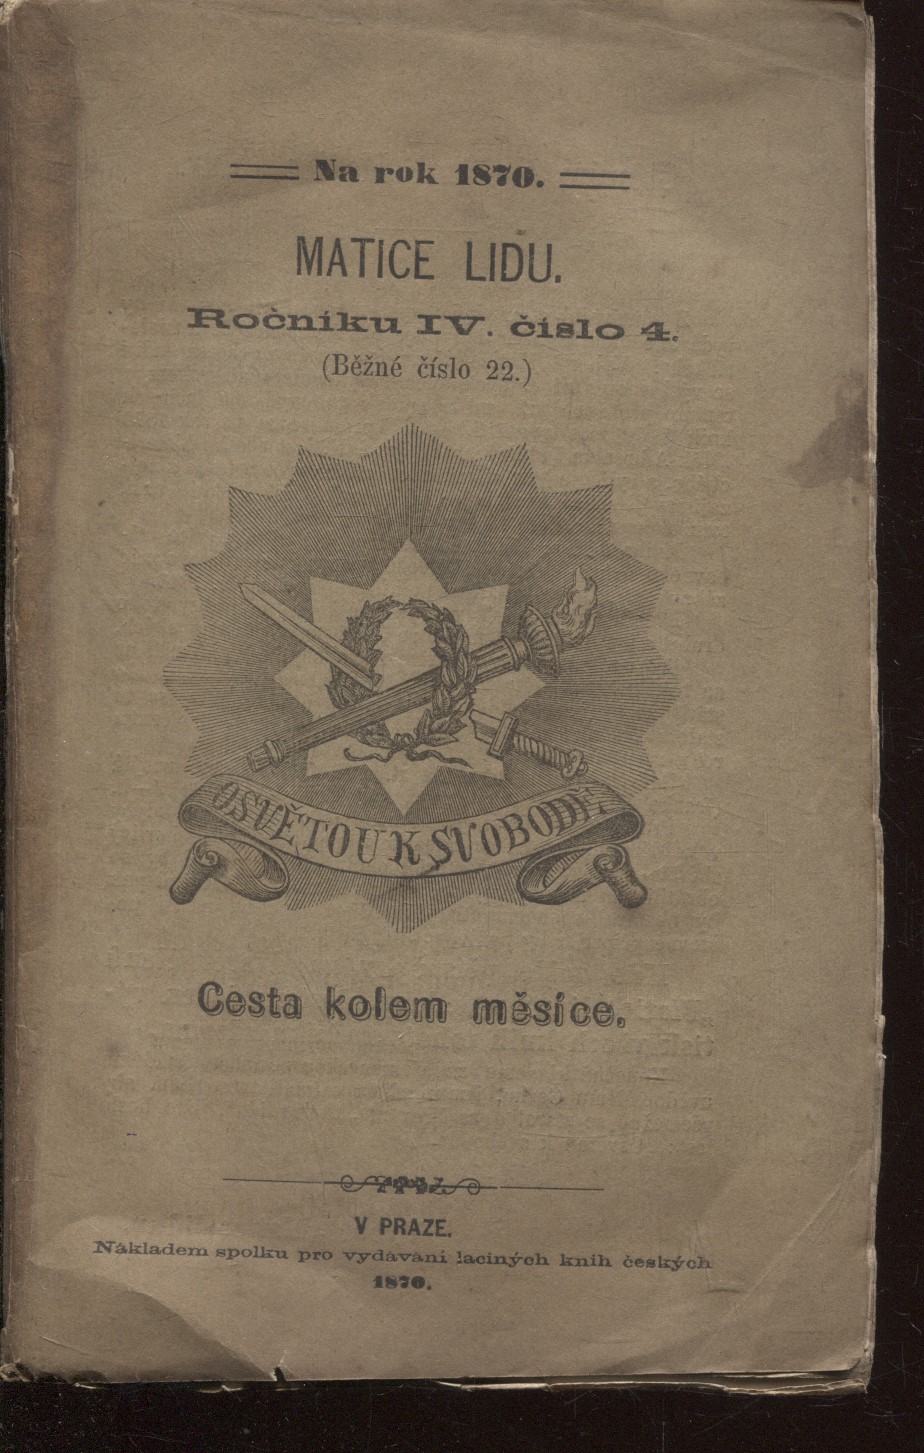 Na rok 1870.
MATICE LIDU.
Ročníku IV. číslo 4.
(Běžné číslo 22.)
OSVĚTOU K SVOBODĚ
Cesta kolem měsíce.
V PRAZE.
Nákladem spolku pro vydávání laciných knih českých
1870.